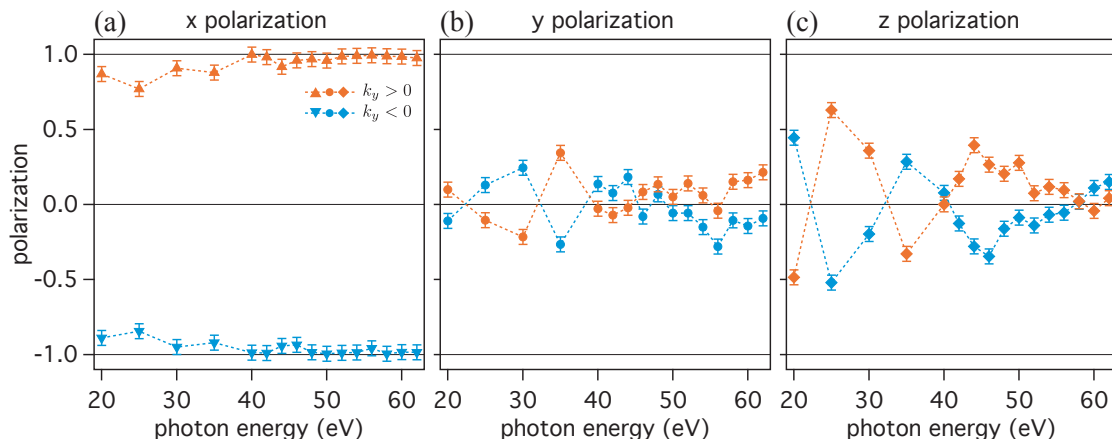 (a) x polarization (b) y polarization (c) z polarization
1.0
0.5
0.0
-0.5
-1.0
polarization
k_y > 0
k_y < 0
20 30 40 50 60 20 30 40 50 60 20 30 40 50 60
photon energy (eV) photon energy (eV) photon energy (eV)